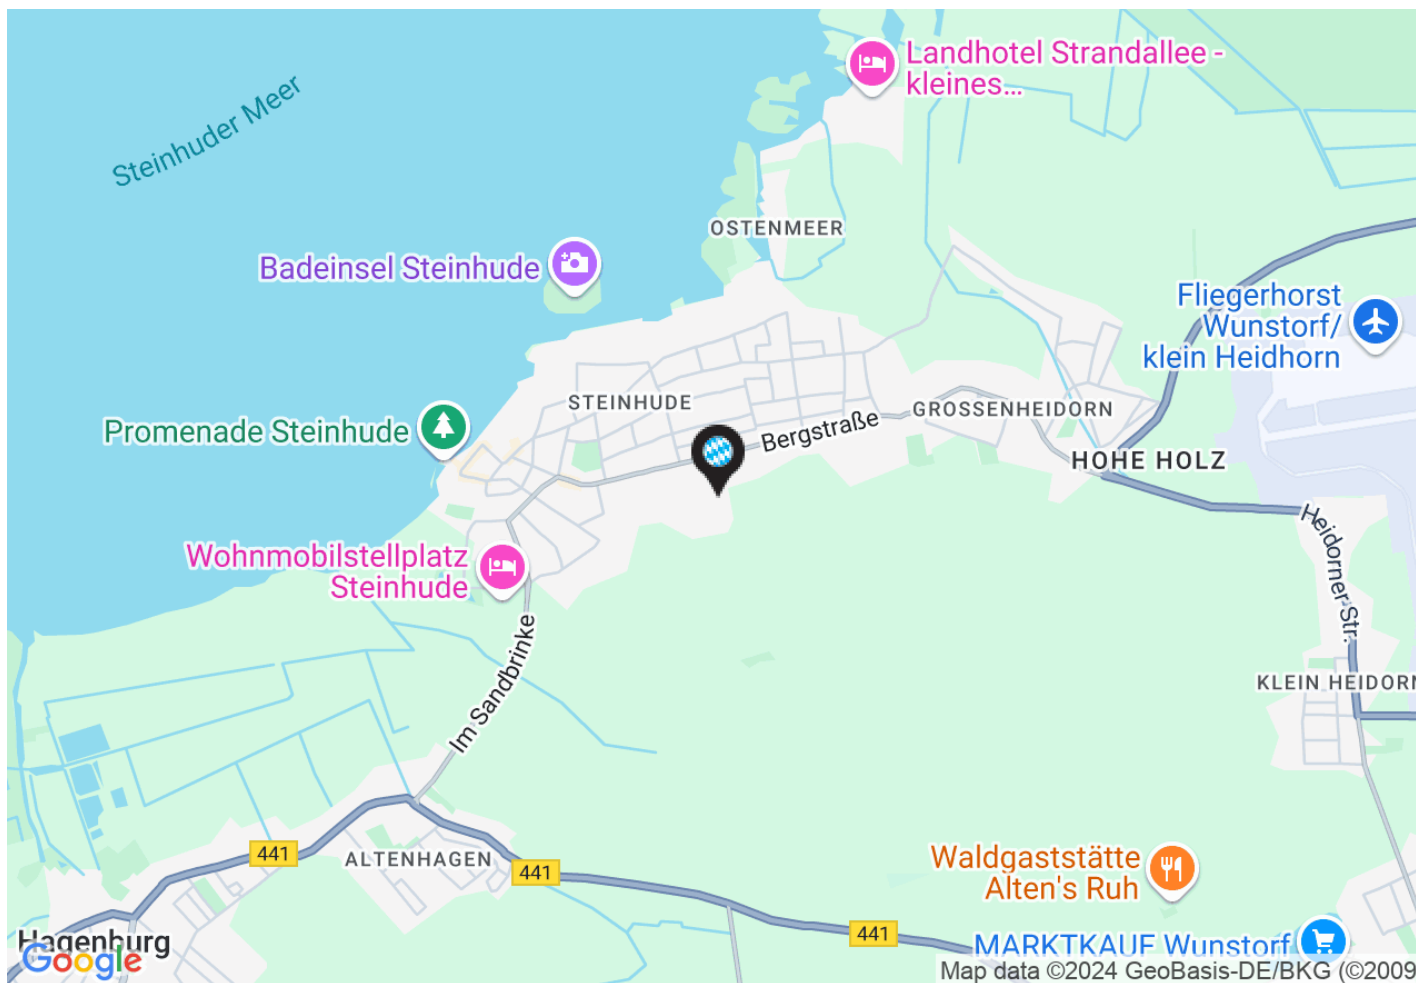 Landhotel Strandallee -
kleines...
Steinhuder Meer
OSTENMEER
Badeinsel Steinhude
Fliegerhorst
Wunstorf/
klein Heidhorn
STEINHUDE
GROSSENHEIDORN
Promenade Steinhude
Bergstraße
HOHE HOLZ
Heidorner Str.
Wohnmobilstellplatz
Steinhude
Im Sandbrinke
KLEIN HEIDORN
441
ALTENHAGEN
441
Waldgaststätte
Alten's Ruh
441
Hagenburg
MARKTKAUF Wunstorf
Google
Map data ©2024 GeoBasis-DE/BKG (©2009